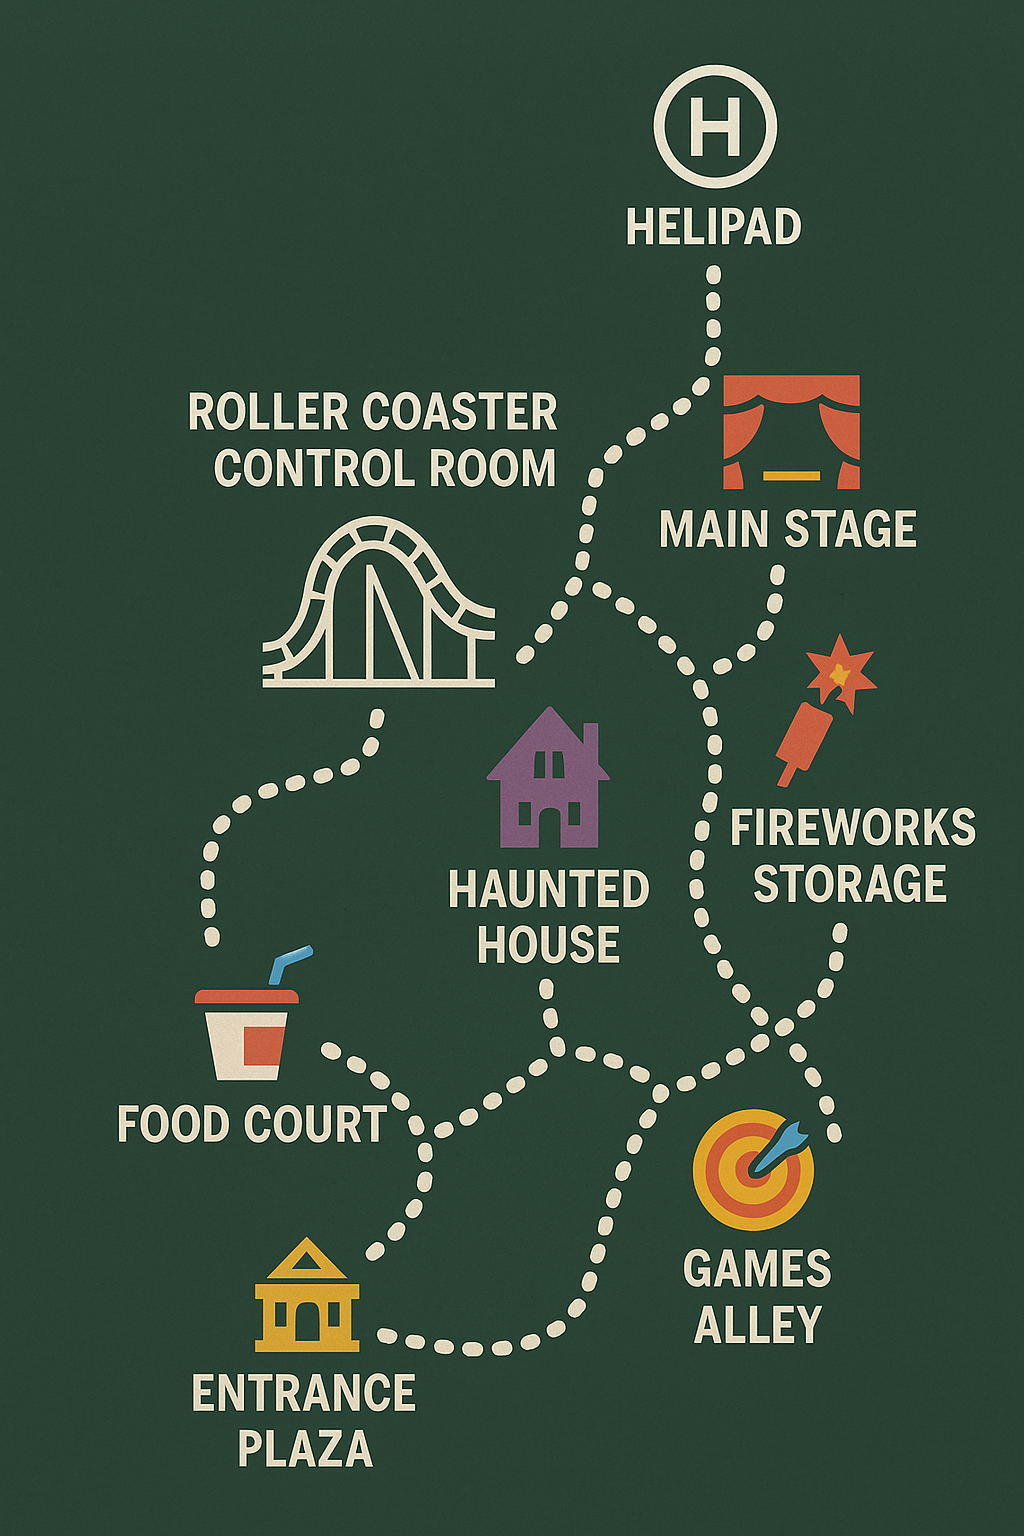 H
HELIPAD
ROLLER COASTER
CONTROL ROOM
MAIN STAGE
FIREWORKS
STORAGE
HAUNTED
HOUSE
FOOD COURT
GAMES
ALLEY
ENTRANCE
PLAZA